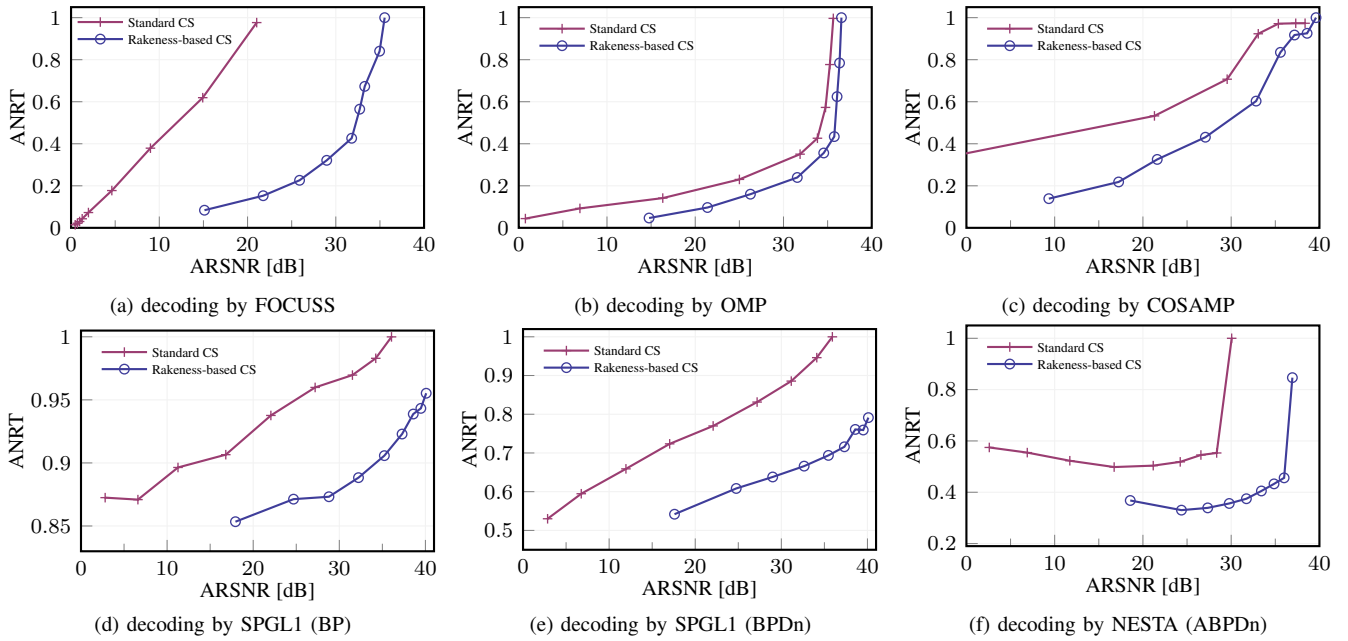 Standard CS
Rakeness-based CS
1
0.8
0.6
0.4
0.2
0
ANRT
0 10 20 30 40
ARSNR [dB]
(a) decoding by FOCUSS
Standard CS
Rakeness-based CS
1
0.8
0.6
0.4
0.2
0
ANRT
0 10 20 30 40
ARSNR [dB]
(b) decoding by OMP
Standard CS
Rakeness-based CS
1
0.8
0.6
0.4
0.2
0
ANRT
0 10 20 30 40
ARSNR [dB]
(c) decoding by COSAMP
Standard CS
Rakeness-based CS
1
0.95
0.9
0.85
ANRT
0 10 20 30 40
ARSNR [dB]
(d) decoding by SPGL1 (BP)
Standard CS
Rakeness-based CS
1
0.9
0.8
0.7
0.6
0.5
ANRT
0 10 20 30 40
ARSNR [dB]
(e) decoding by SPGL1 (BPDn)
Standard CS
Rakeness-based CS
1
0.8
0.6
0.4
0.2
ANRT
0 10 20 30 40
ARSNR [dB]
(f) decoding by NESTA (ABPDn)